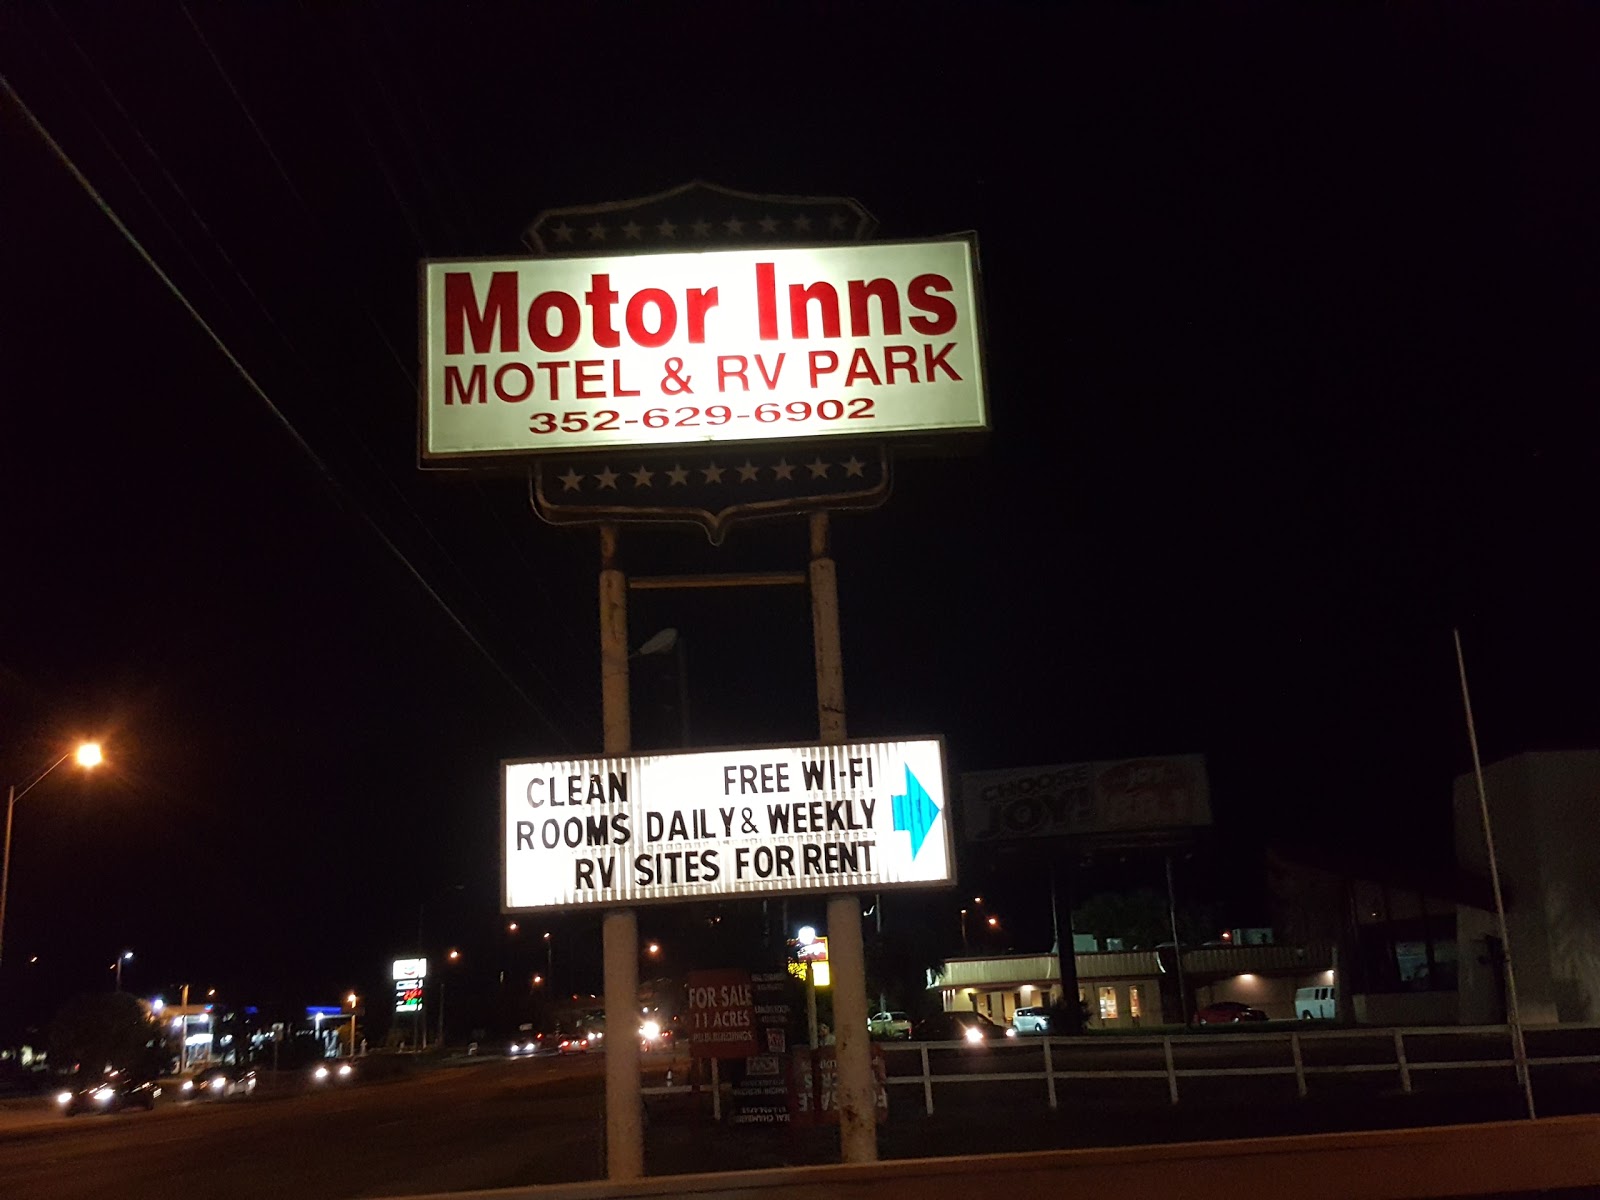 Motor Inns
MOTEL & RV PARK
352-629-6902
CLEAN FREE WI-FI
ROOMS DAILY & WEEKLY
RV SITES FOR RENT
CHOOSE
JOY!
FOR SALE
11 ACRES